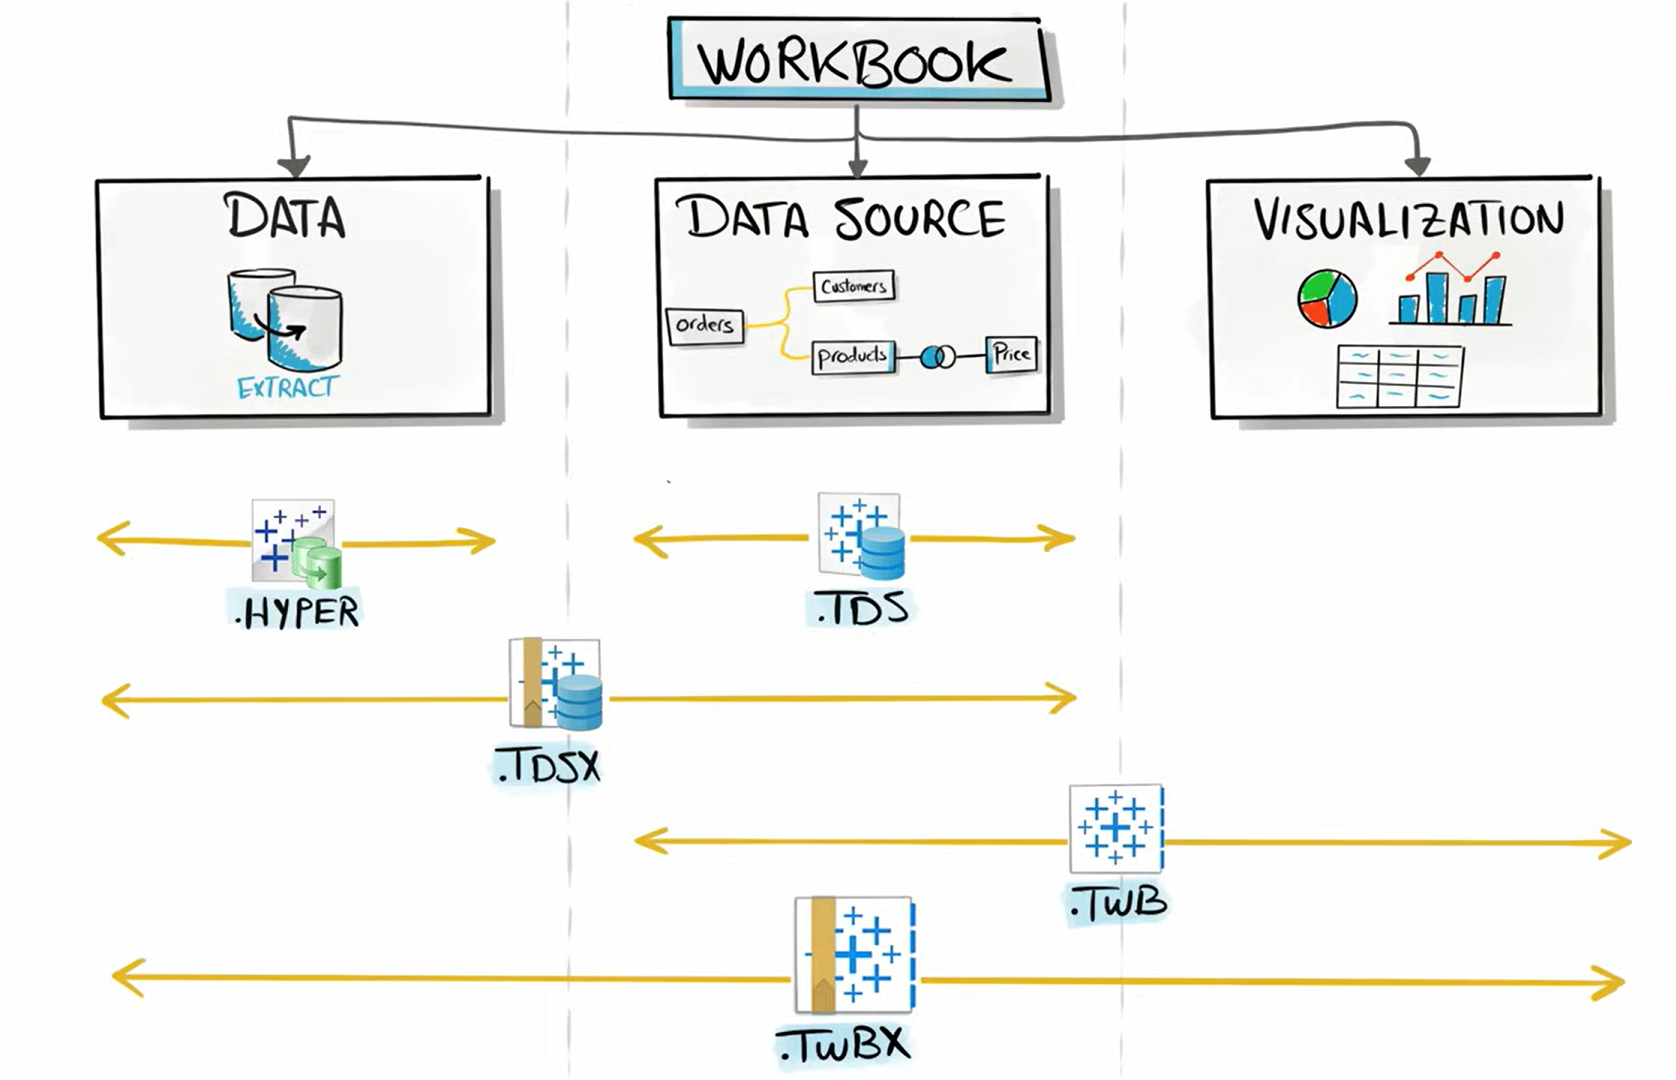 WORKBOOK
DATA
EXTRACT
DATA SOURCE
orders
Customers
products
Price
VISUALIZATION
.HYPER
.TDS
.TDSX
.TWB
.TWBX